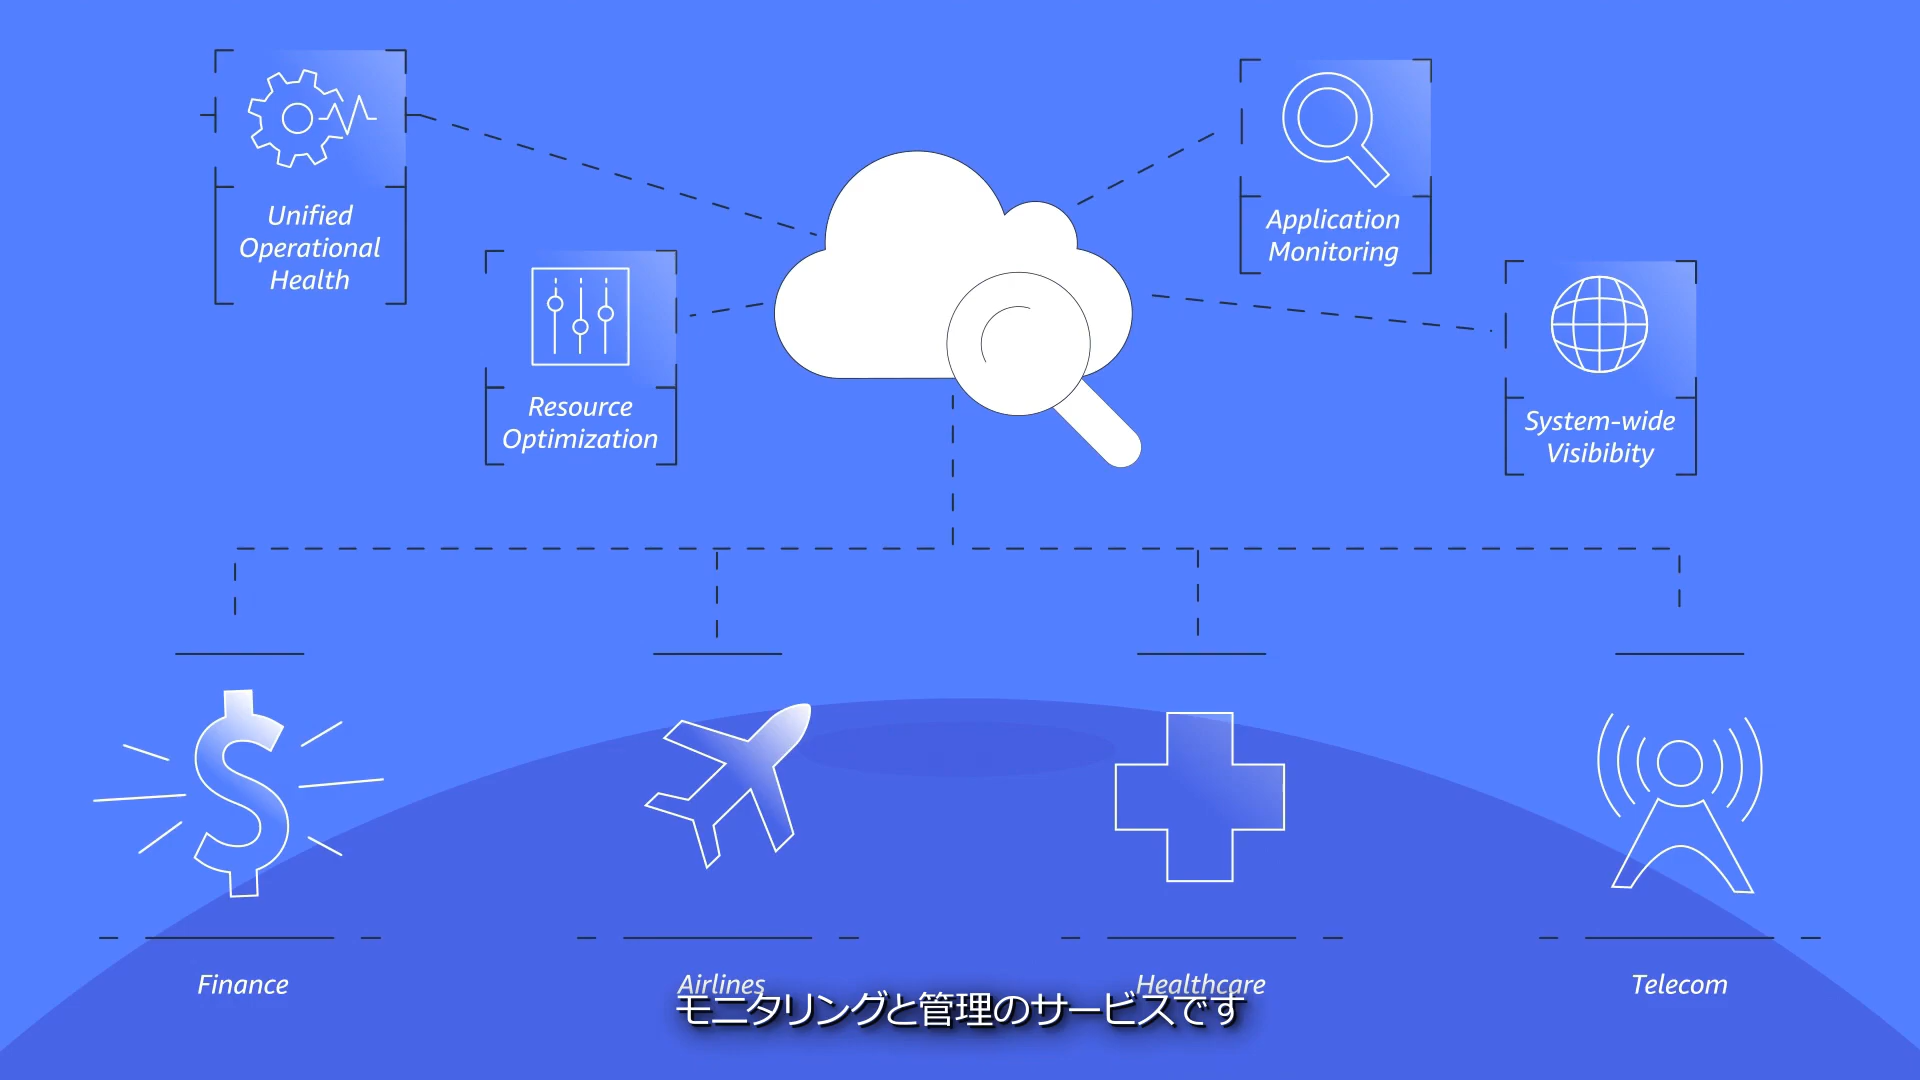 Unified
Operational
Health
Resource
Optimization
Application
Monitoring
System-wide
Visibibity
Finance
Airlines
Healthcare
Telecom
モニタリングと管理のサービスです